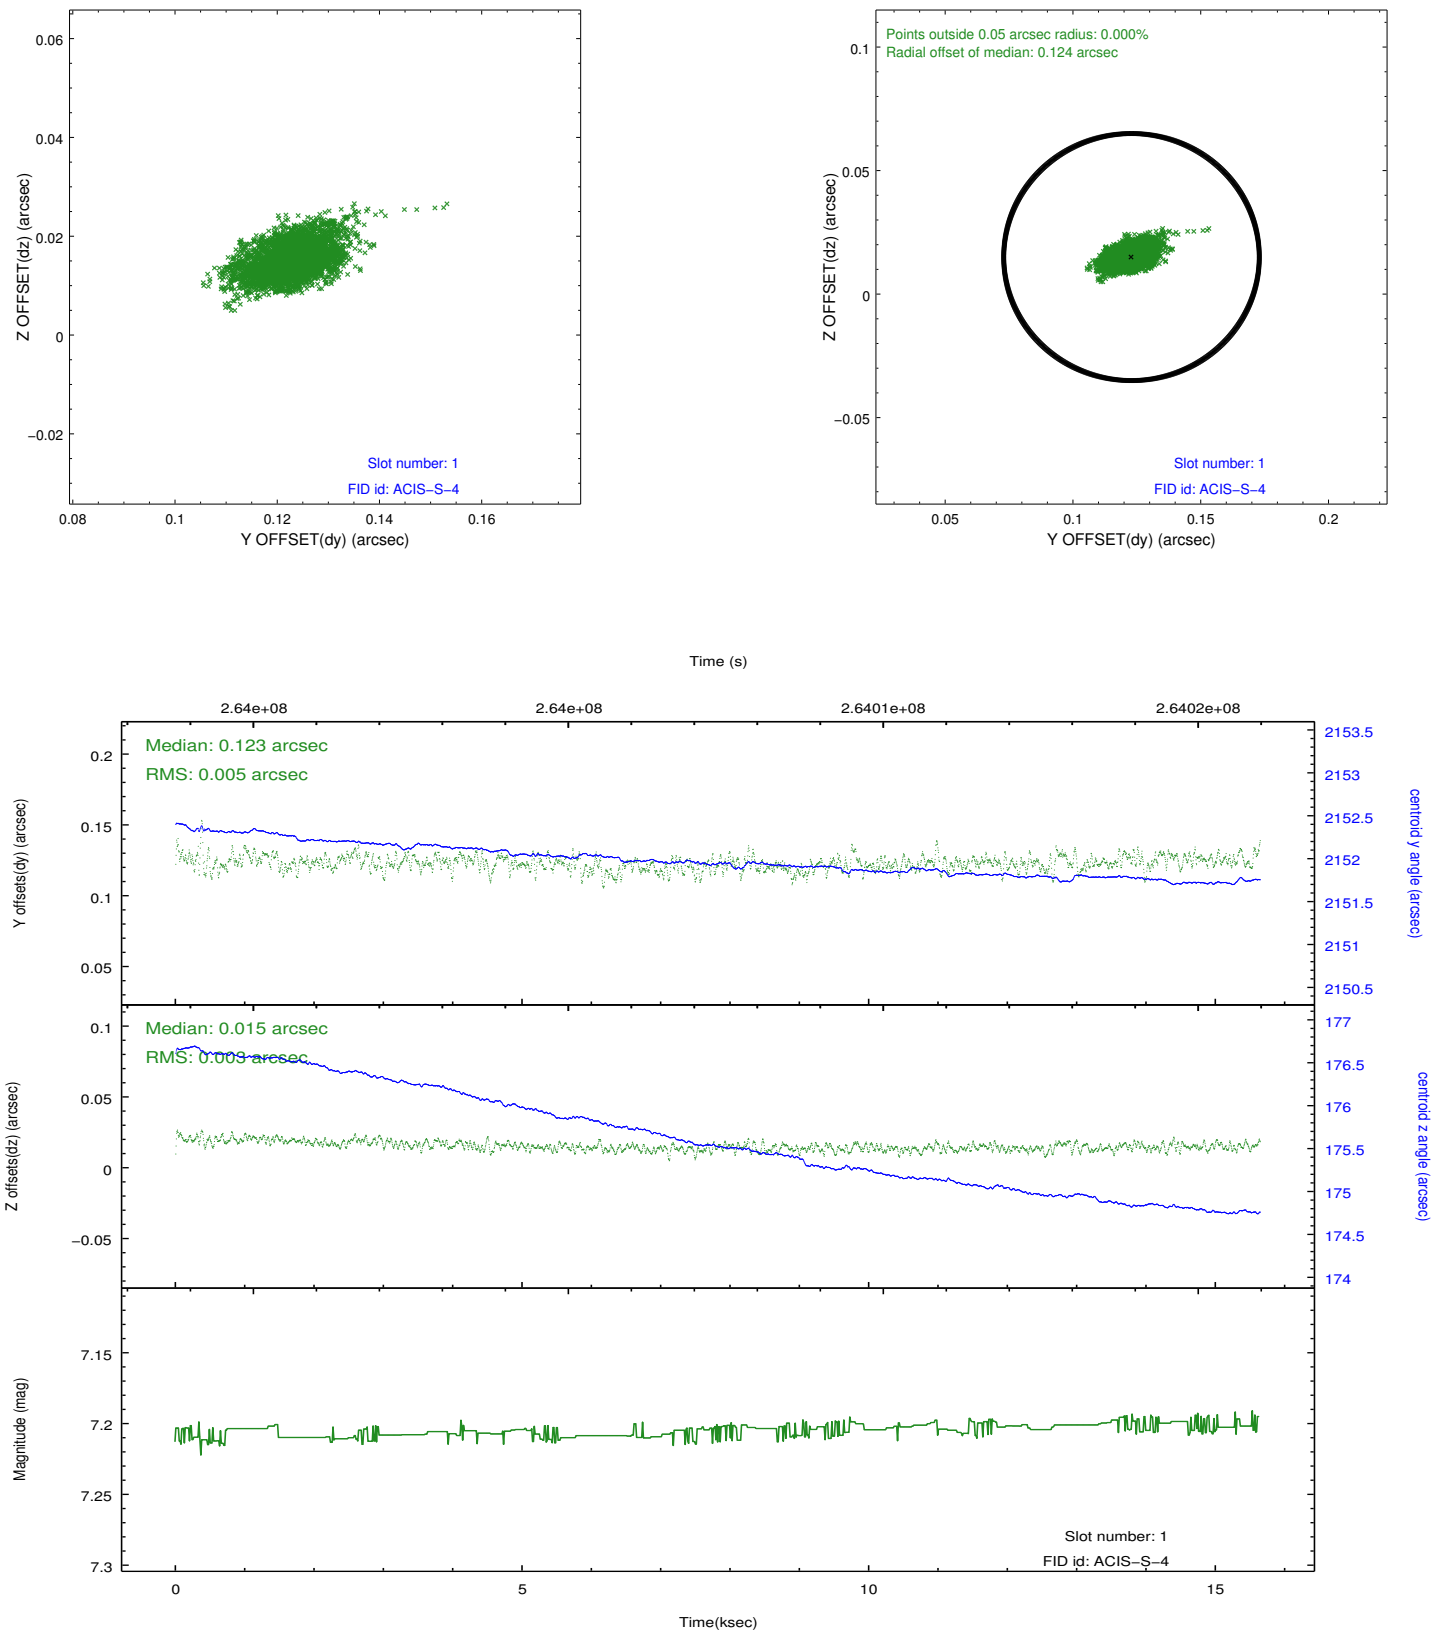 0.06
0.04
0.02
0
−0.02
Z OFFSET(dz) (arcsec)
Slot number: 1
FID id: ACIS−S−4
0.08 0.1 0.12 0.14 0.16
Y OFFSET(dy) (arcsec)
Points outside 0.05 arcsec radius: 0.000%
Radial offset of median: 0.124 arcsec
0.1
0.05
0
−0.05
Z OFFSET(dz) (arcsec)
Slot number: 1
FID id: ACIS−S−4
0.05 0.1 0.15 0.2
Y OFFSET(dy) (arcsec)
Time (s)
2.64e+08 2.64e+08 2.6401e+08 2.6402e+08
Median: 0.123 arcsec
RMS: 0.005 arcsec
0.2
0.15
0.1
0.05
Y offsets(dy) (arcsec)
2153.5
2153
2152.5
2152
2151.5
2151
2150.5
centroid y angle (arcsec)
Median: 0.015 arcsec
RMS: 0.003 arcsec
0.1
0.05
0
−0.05
Z offsets(dz) (arcsec)
177
176.5
176
175.5
175
174.5
174
centroid z angle (arcsec)
7.15
7.2
7.25
7.3
Magnitude (mag)
Slot number: 1
FID id: ACIS−S−4
0 5 10 15
Time(ksec)